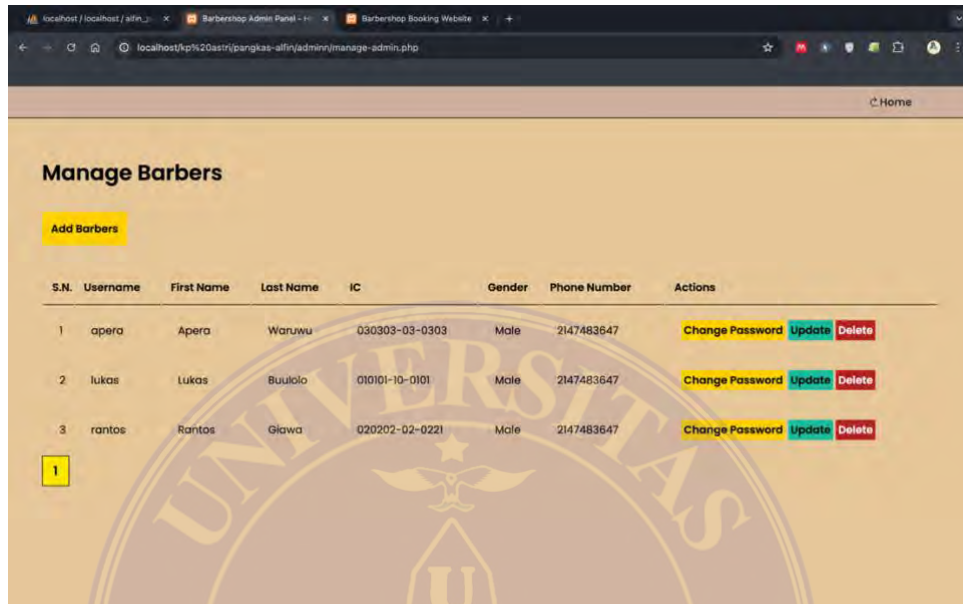 localhost / localhost / alfin_
Barbershop Admin Panel - H
Barbershop Booking Website
localhost/kp%20astri/pangkas-alfin/adminn/manage-admin.php
Home
Manage Barbers
Add Barbers
S.N. Username First Name Last Name IC Gender Phone Number Actions
1 apera Apera Waruwu 030303-03-0303 Male 2147483647 Change Password Update Delete
2 lukas Lukas Buulolo 010101-10-0101 Male 2147483647 Change Password Update Delete
3 rantos Rantos Giawa 020202-02-0221 Male 2147483647 Change Password Update Delete
1
UNIVERSITAS